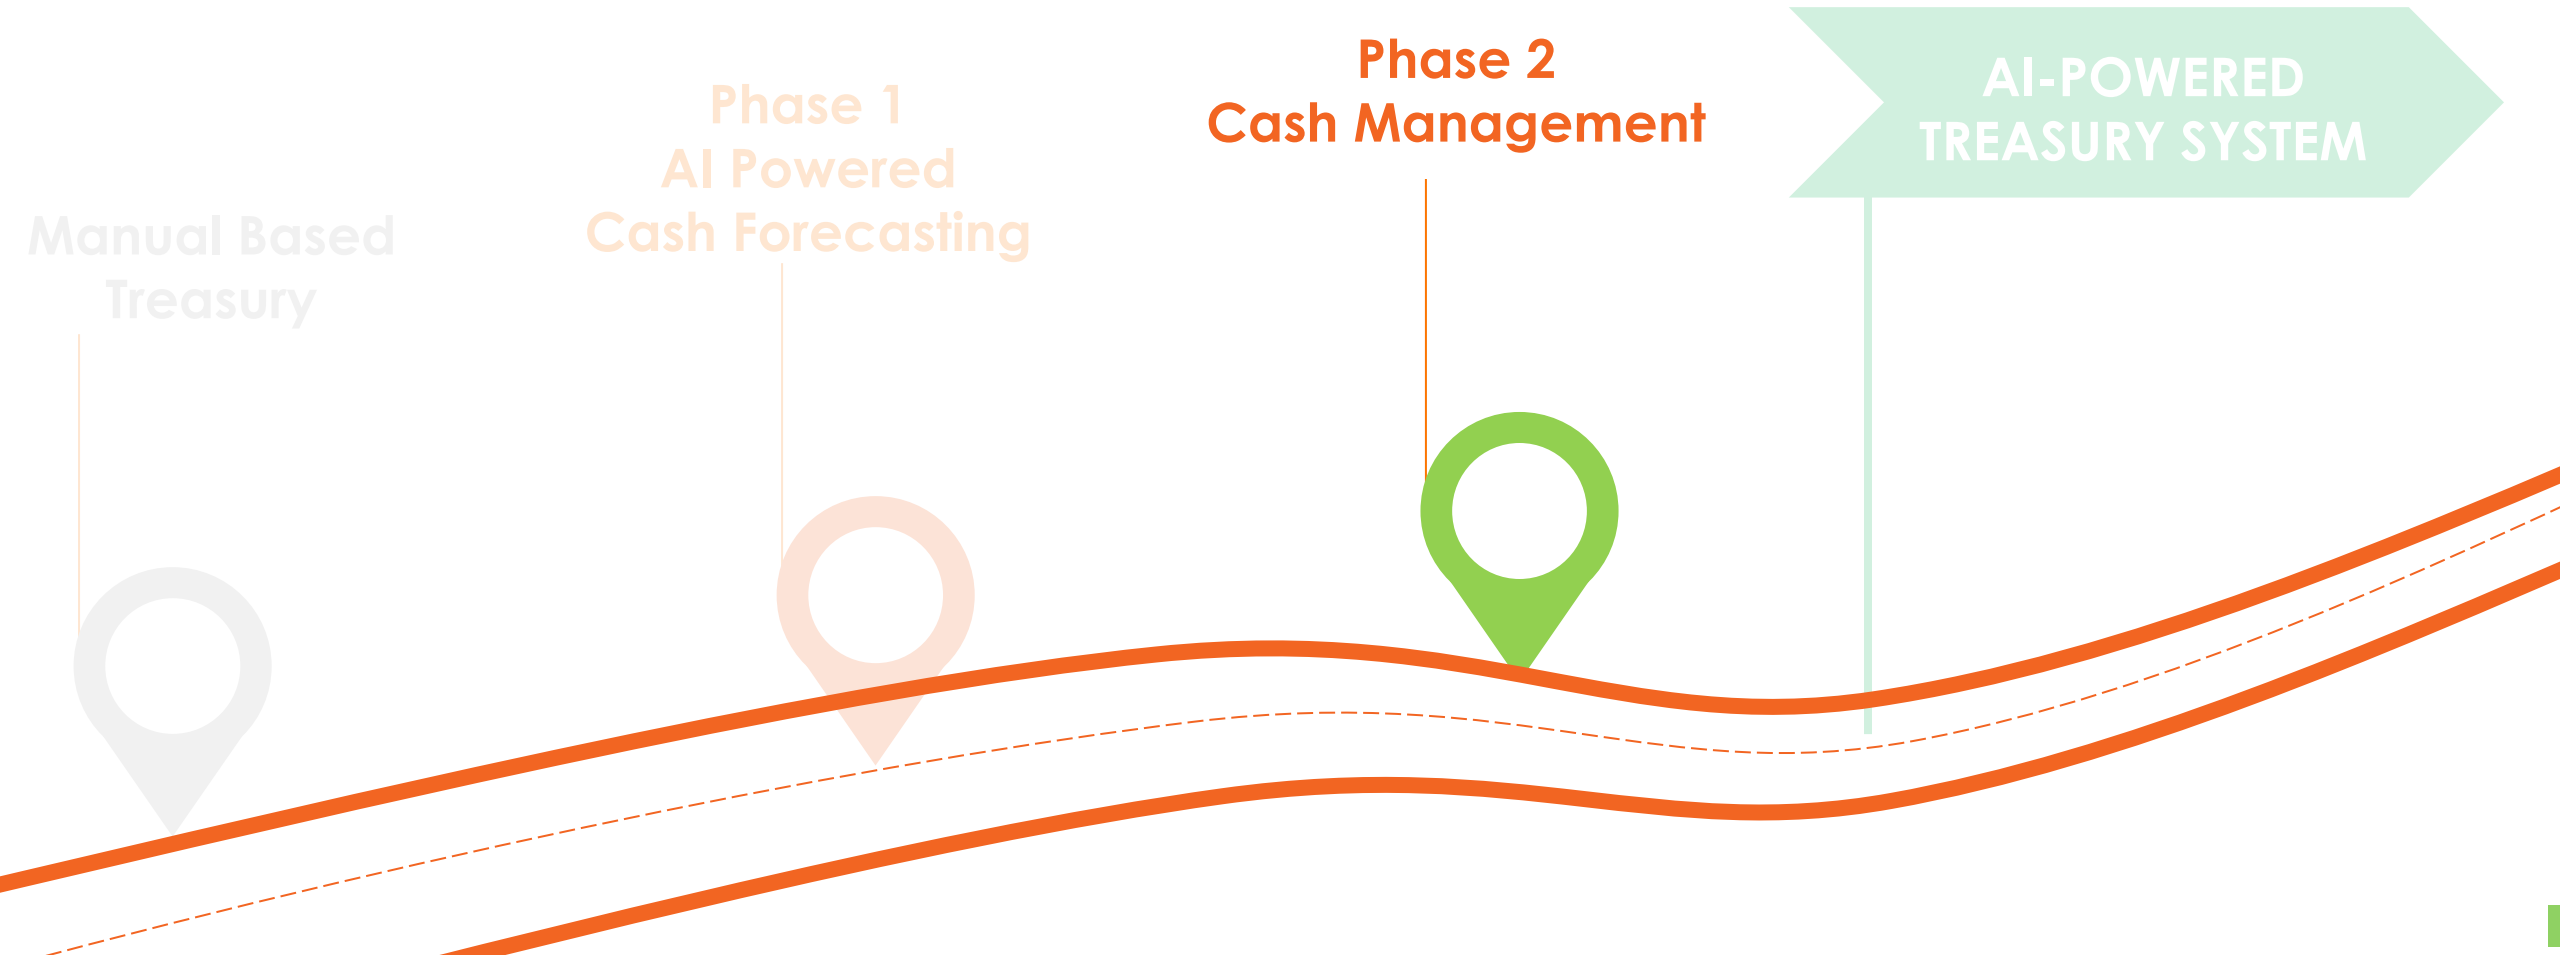 Manual Based
Treasury
Phase 1
AI Powered
Cash Forecasting
Phase 2
Cash Management
AI-POWERED
TREASURY SYSTEM